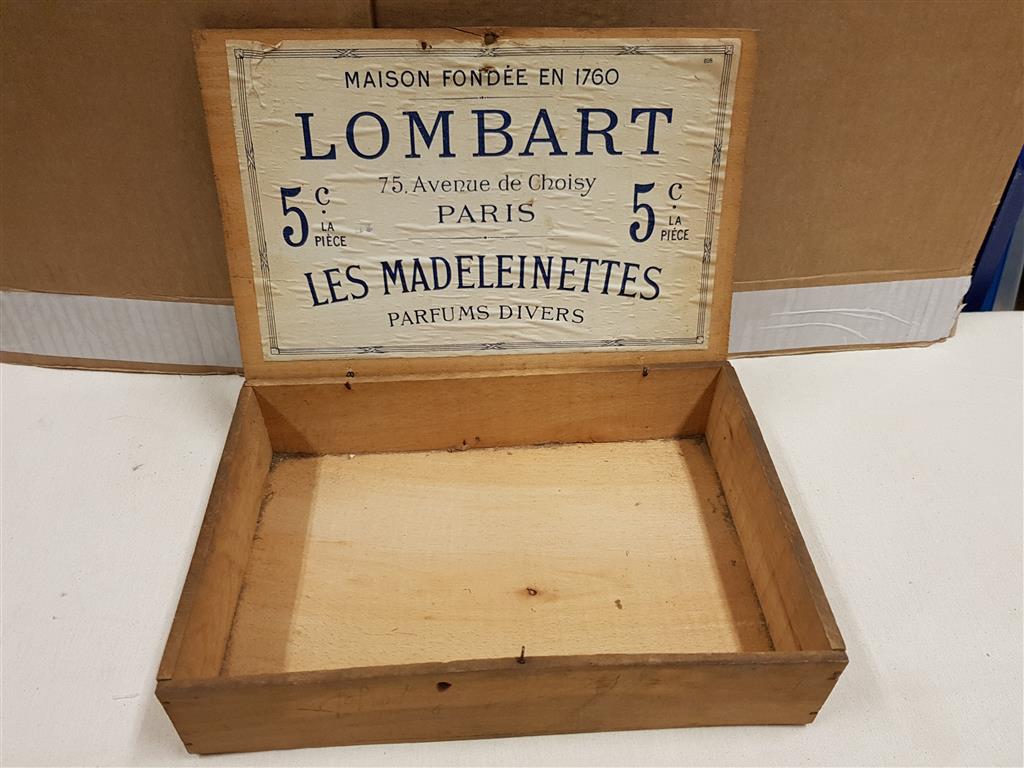 MAISON FONDÉE EN 1760
LOMBART
75, Avenue de Choisy
PARIS
5 c.
LA
PIÈCE
5 c.
LA
PIÈCE
LES MADELEINETTES
PARFUMS DIVERS